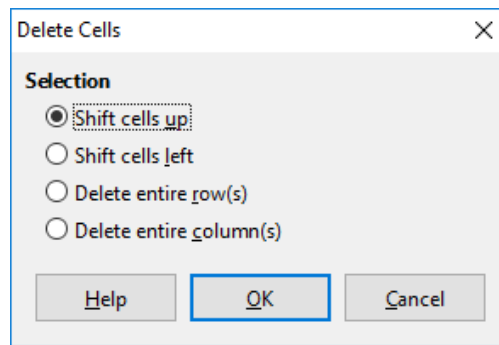 Delete Cells
Selection
Shift cells up
Shift cells left
Delete entire row(s)
Delete entire column(s)
Help OK Cancel